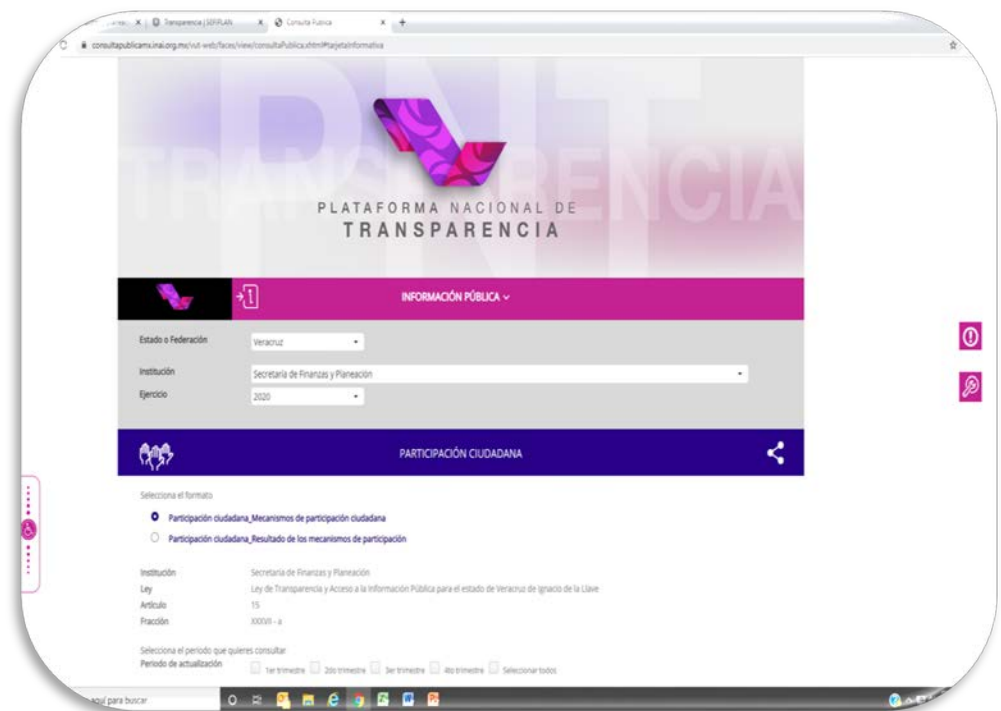 Transparencia | SEFIPLAN
Consulta Publica
consultapublicamx.inai.org.mx/vut-web/faces/view/consultaPublica.xhtml#tarjetaInformativa
PNT
TRANSPARENCIA
PLATAFORMA NACIONAL DE
TRANSPARENCIA
INFORMACIÓN PÚBLICA
Estado o Federación Veracruz
Institución Secretaría de Finanzas y Planeación
Ejercicio 2020
PARTICIPACIÓN CIUDADANA
Selecciona el formato
Participación ciudadana_Mecanismos de participación ciudadana
Participación ciudadana_Resultado de los mecanismos de participación
Institución Secretaría de Finanzas y Planeación
Ley Ley de Transparencia y Acceso a la Información Pública para el estado de Veracruz de Ignacio de la Llave
Artículo 15
Fracción XXXVII - a
Selecciona el periodo que quieres consultar
Periodo de actualización 1er trimestre 2do trimestre 3er trimestre 4to trimestre Seleccionar todos
aquí para buscar